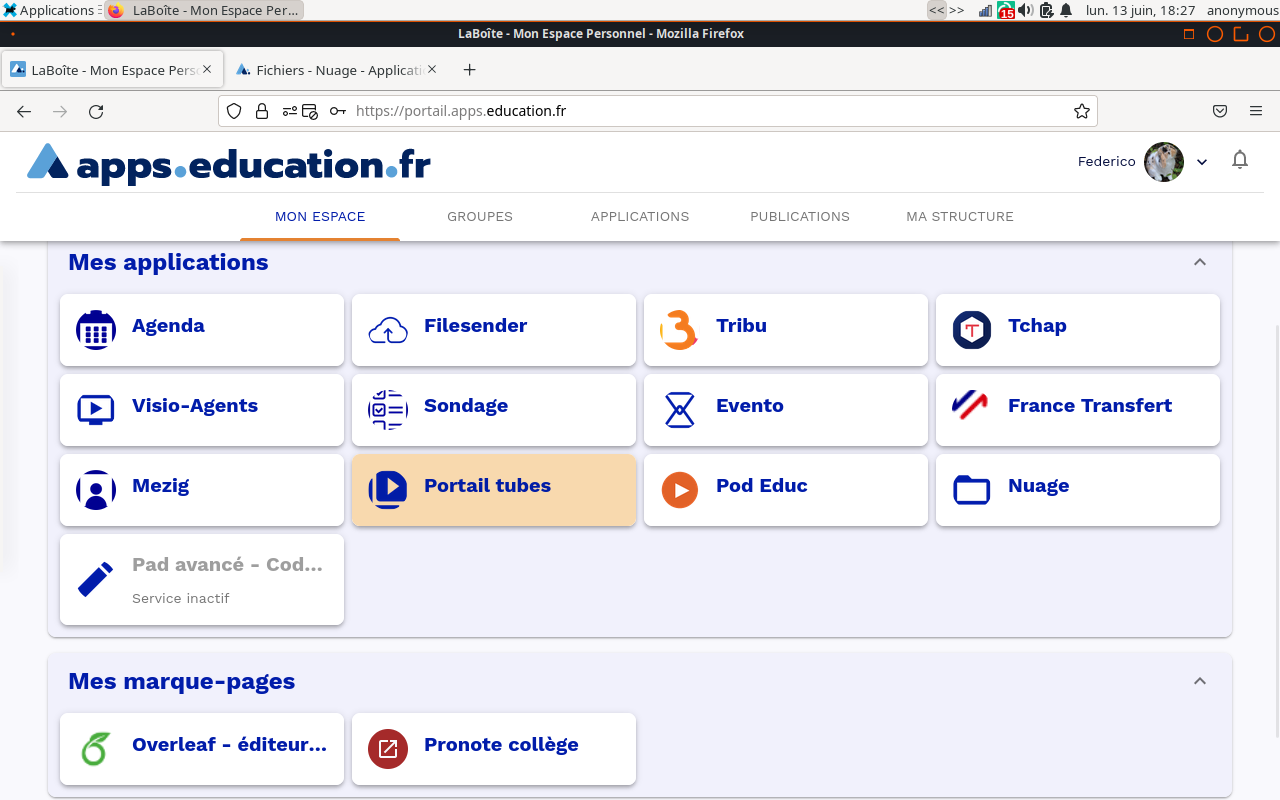 Applications
LaBoîte - Mon Espace Per...
<< >>
15
lun. 13 juin, 18:27
anonymous
LaBoîte - Mon Espace Personnel - Mozilla Firefox
LaBoîte - Mon Espace Pers
Fichiers - Nuage - Applicati
https://portail.apps.education.fr
apps.education.fr
Federico
MON ESPACE
GROUPES
APPLICATIONS
PUBLICATIONS
MA STRUCTURE
Mes applications
Agenda
Filesender
Tribu
Tchap
Visio-Agents
Sondage
Evento
France Transfert
Mezig
Portail tubes
Pod Educ
Nuage
Pad avancé - Cod...
Service inactif
Mes marque-pages
Overleaf - éditeur...
Pronote collège